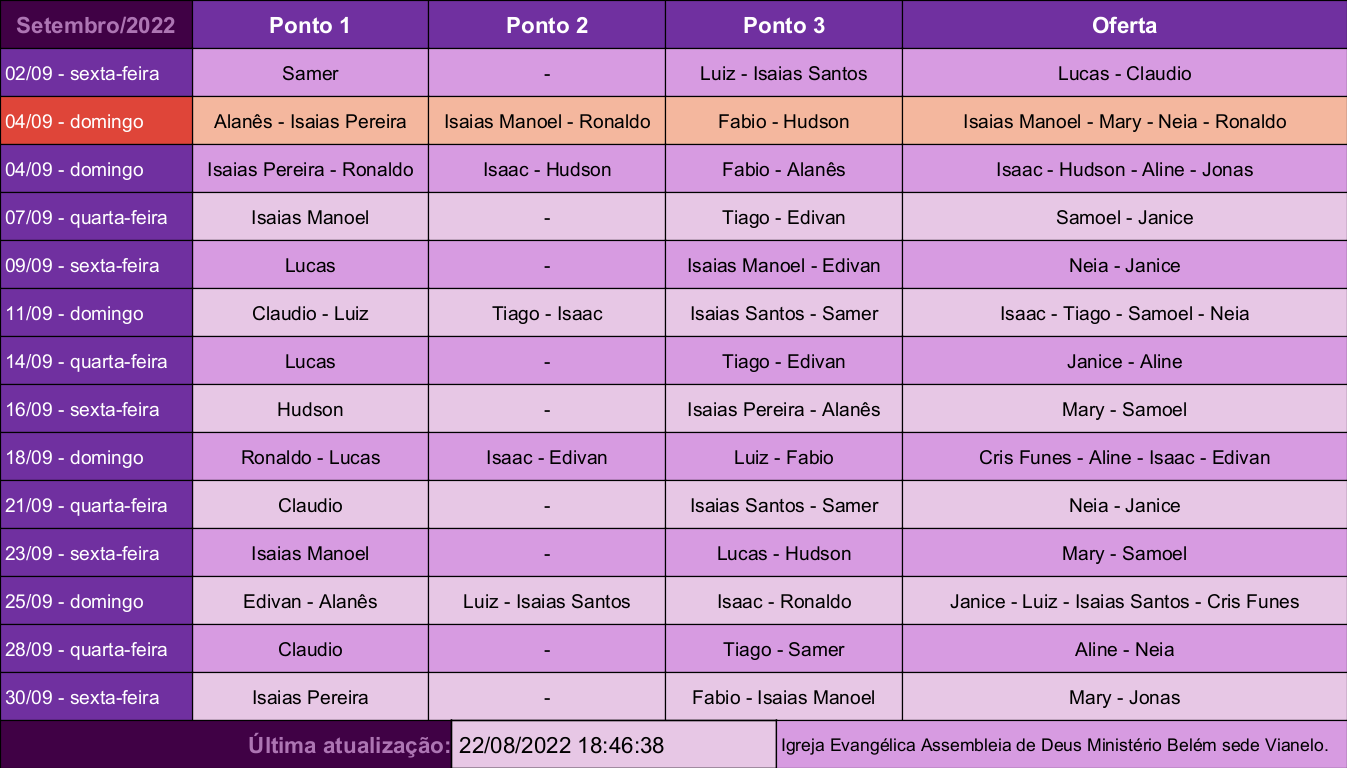 Setembro/2022 Ponto 1 Ponto 2 Ponto 3 Oferta
02/09 - sexta-feira Samer - Luiz - Isaias Santos Lucas - Claudio
04/09 - domingo Alanês - Isaias Pereira Isaias Manoel - Ronaldo Fabio - Hudson Isaias Manoel - Mary - Neia - Ronaldo
04/09 - domingo Isaias Pereira - Ronaldo Isaac - Hudson Fabio - Alanês Isaac - Hudson - Aline - Jonas
07/09 - quarta-feira Isaias Manoel - Tiago - Edivan Samoel - Janice
09/09 - sexta-feira Lucas - Isaias Manoel - Edivan Neia - Janice
11/09 - domingo Claudio - Luiz Tiago - Isaac Isaias Santos - Samer Isaac - Tiago - Samoel - Neia
14/09 - quarta-feira Lucas - Tiago - Edivan Janice - Aline
16/09 - sexta-feira Hudson - Isaias Pereira - Alanês Mary - Samoel
18/09 - domingo Ronaldo - Lucas Isaac - Edivan Luiz - Fabio Cris Funes - Aline - Isaac - Edivan
21/09 - quarta-feira Claudio - Isaias Santos - Samer Neia - Janice
23/09 - sexta-feira Isaias Manoel - Lucas - Hudson Mary - Samoel
25/09 - domingo Edivan - Alanês Luiz - Isaias Santos Isaac - Ronaldo Janice - Luiz - Isaias Santos - Cris Funes
28/09 - quarta-feira Claudio - Tiago - Samer Aline - Neia
30/09 - sexta-feira Isaias Pereira - Fabio - Isaias Manoel Mary - Jonas
Última atualização: 22/08/2022 18:46:38 Igreja Evangélica Assembleia de Deus Ministério Belém sede Vianelo.